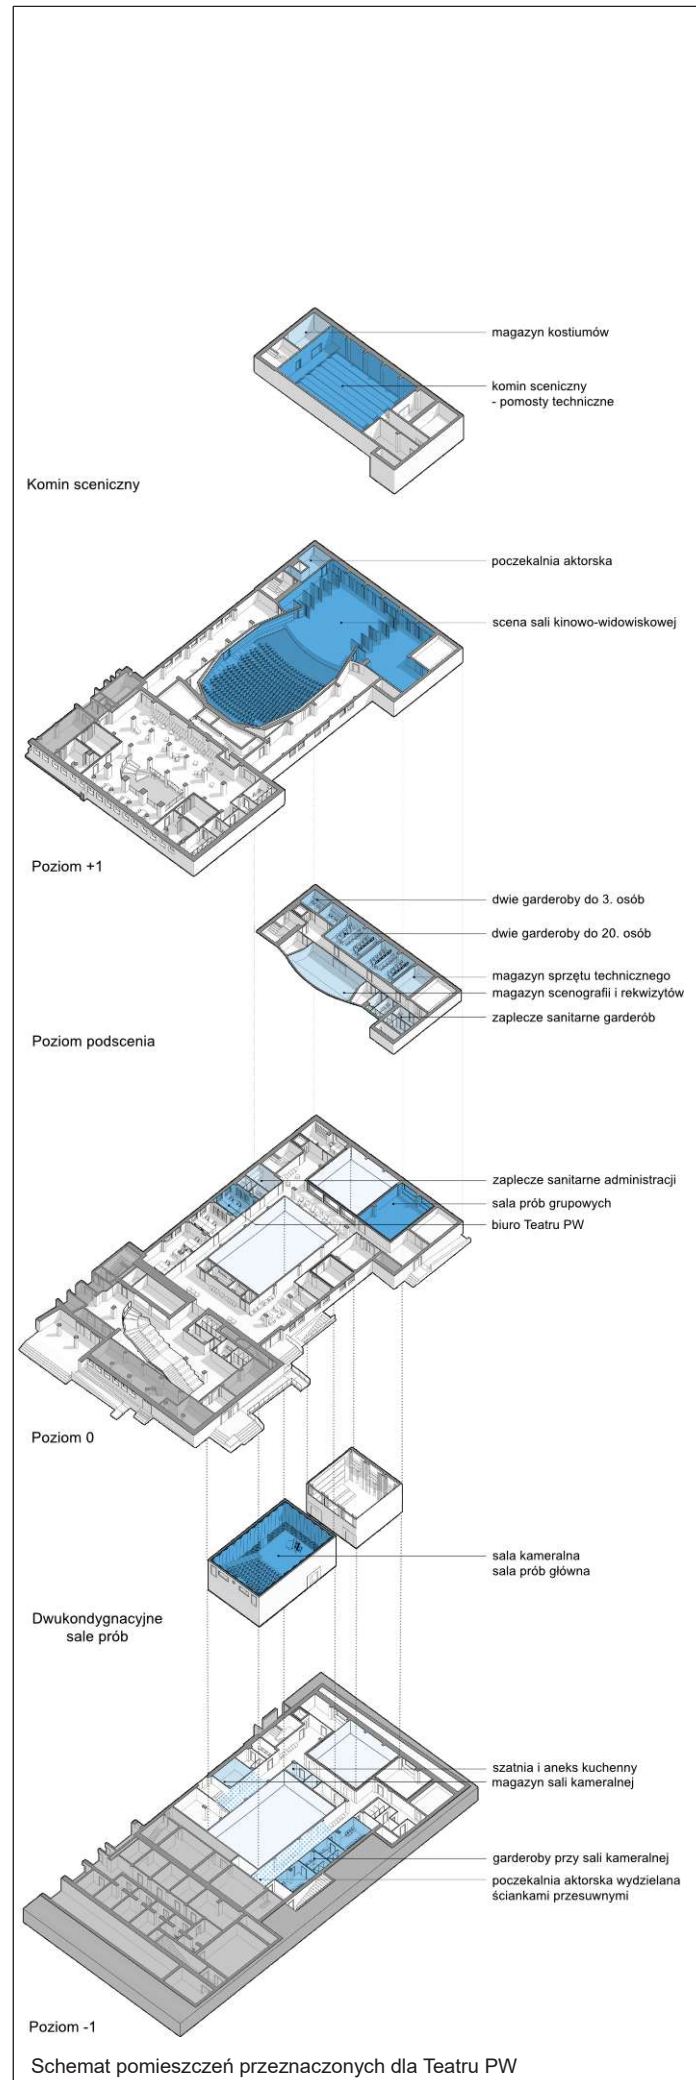 magazyn kostiumów
komin sceniczny
- pomosty techniczne
Komin sceniczny
poczekalnia aktorska
scena sali kinowo-widowiskowej
Poziom +1
dwie garderoby do 3. osób
dwie garderoby do 20. osób
magazyn sprzętu technicznego
magazyn scenografii i rekwizytów
zaplecze sanitarne garderób
Poziom podscenia
zaplecze sanitarne administracji
sala prób grupowych
biuro Teatru PW
Poziom 0
sala kameralna
sala prób główna
Dwukondygnacyjne
sale prób
szatnia i aneks kuchenny
magazyn sali kameralnej
garderoby przy sali kameralnej
poczekalnia aktorska wydzielana
ściankami przesuwnymi
Poziom -1
Schemat pomieszczeń przeznaczonych dla Teatru PW